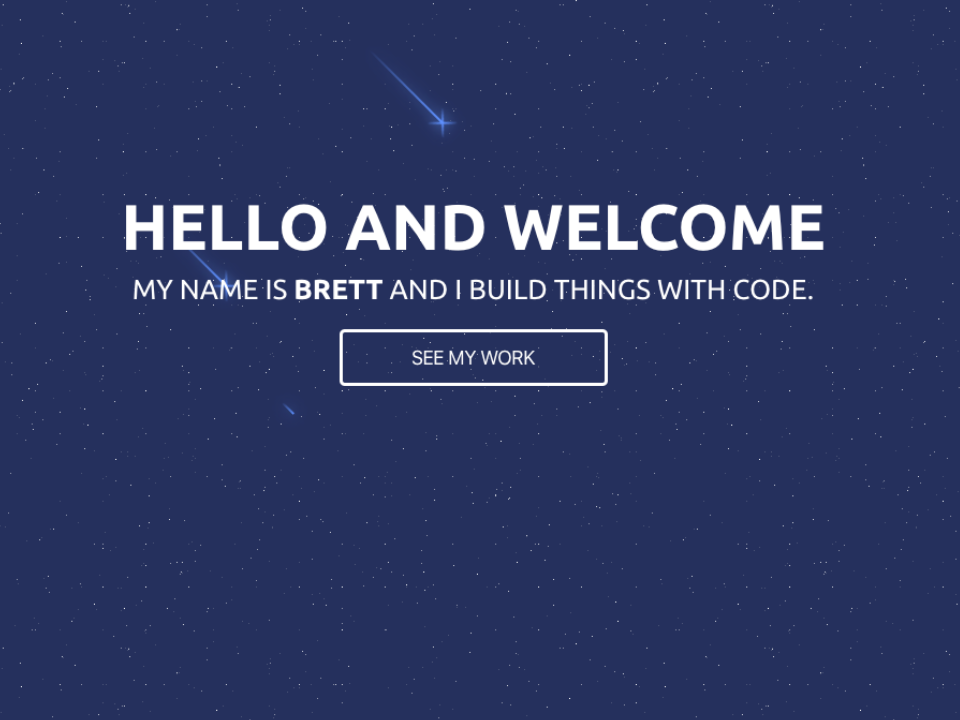 HELLO AND WELCOME
MY NAME IS BRETT AND I BUILD THINGS WITH CODE.
SEE MY WORK